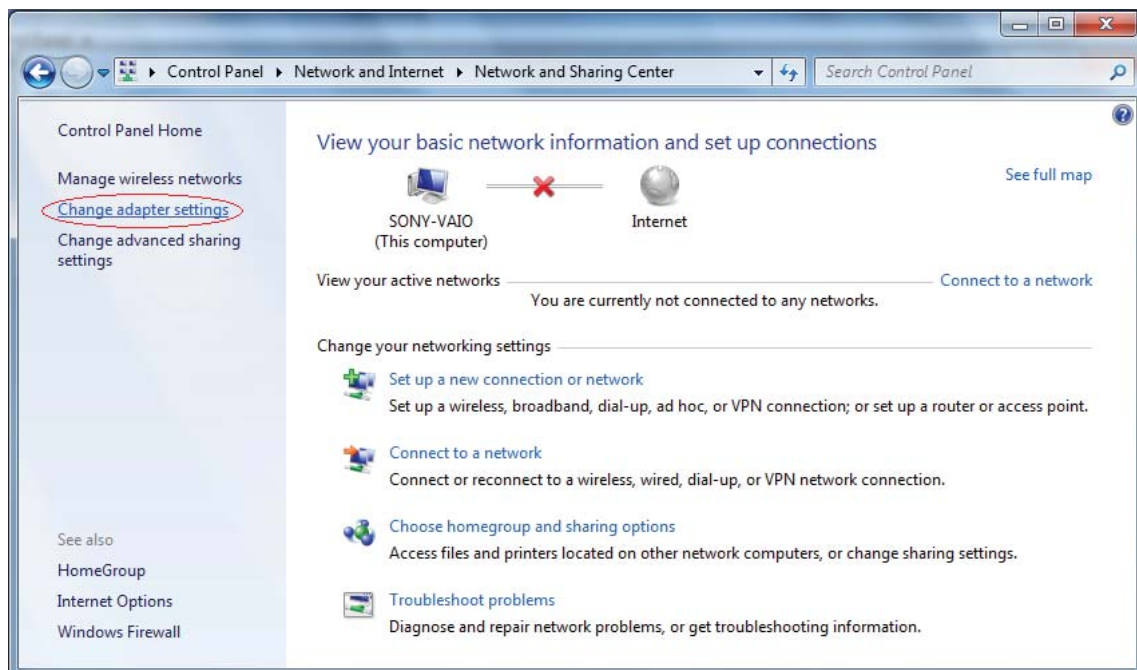 Control Panel
Network and Internet
Network and Sharing Center
Search Control Panel
Control Panel Home
Manage wireless networks
Change adapter settings
Change advanced sharing
settings
See also
HomeGroup
Internet Options
Windows Firewall
View your basic network information and set up connections
See full map
SONY-VAIO
(This computer)
Internet
View your active networks
Connect to a network
You are currently not connected to any networks.
Change your networking settings
Set up a new connection or network
Set up a wireless, broadband, dial-up, ad hoc, or VPN connection; or set up a router or access point.
Connect to a network
Connect or reconnect to a wireless, wired, dial-up, or VPN network connection.
Choose homegroup and sharing options
Access files and printers located on other network computers, or change sharing settings.
Troubleshoot problems
Diagnose and repair network problems, or get troubleshooting information.